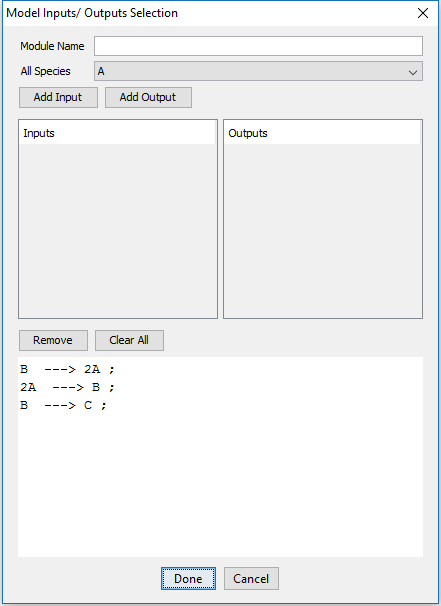 Model Inputs/ Outputs Selection
Module Name
All Species A
Add Input Add Output
Inputs Outputs
Remove Clear All
B ---> 2A ;
2A ---> B ;
B ---> C ;
Done Cancel